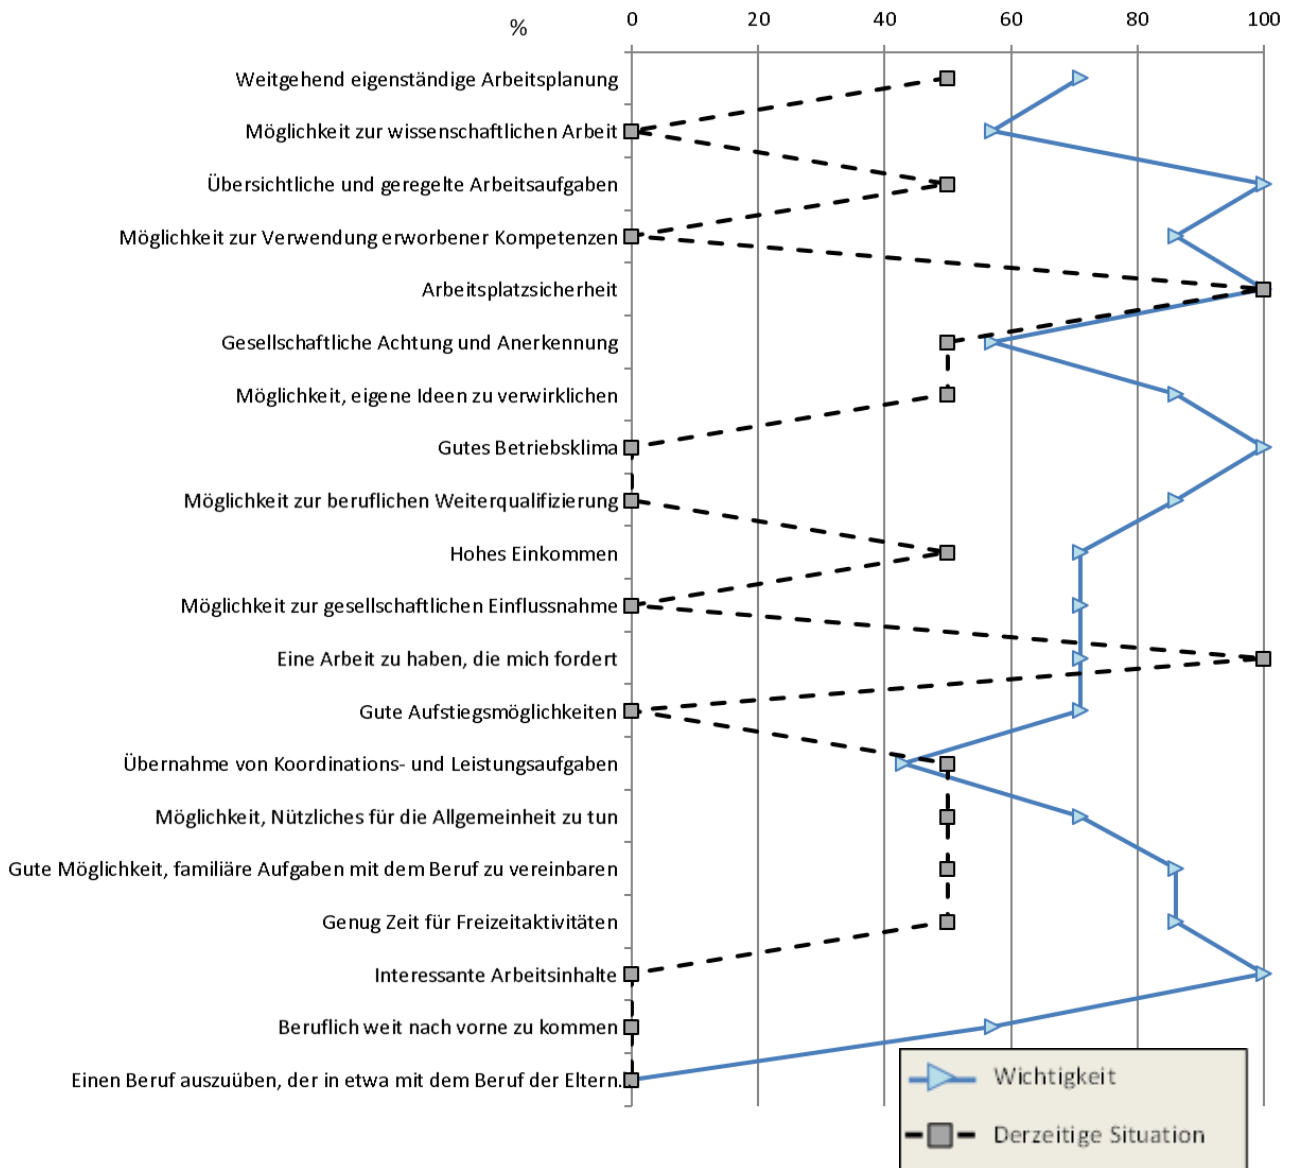 % 0 20 40 60 80 100
Weitgehend eigenständige Arbeitsplanung
Möglichkeit zur wissenschaftlichen Arbeit
Übersichtliche und geregelte Arbeitsaufgaben
Möglichkeit zur Verwendung erworbener Kompetenzen
Arbeitsplatzsicherheit
Gesellschaftliche Achtung und Anerkennung
Möglichkeit, eigene Ideen zu verwirklichen
Gutes Betriebsklima
Möglichkeit zur beruflichen Weiterqualifizierung
Hohes Einkommen
Möglichkeit zur gesellschaftlichen Einflussnahme
Eine Arbeit zu haben, die mich fordert
Gute Aufstiegsmöglichkeiten
Übernahme von Koordinations- und Leistungsaufgaben
Möglichkeit, Nützliches für die Allgemeinheit zu tun
Gute Möglichkeit, familiäre Aufgaben mit dem Beruf zu vereinbaren
Genug Zeit für Freizeitaktivitäten
Interessante Arbeitsinhalte
Beruflich weit nach vorne zu kommen
Einen Beruf auszuüben, der in etwa mit dem Beruf der Eltern.
Wichtigkeit
Derzeitige Situation